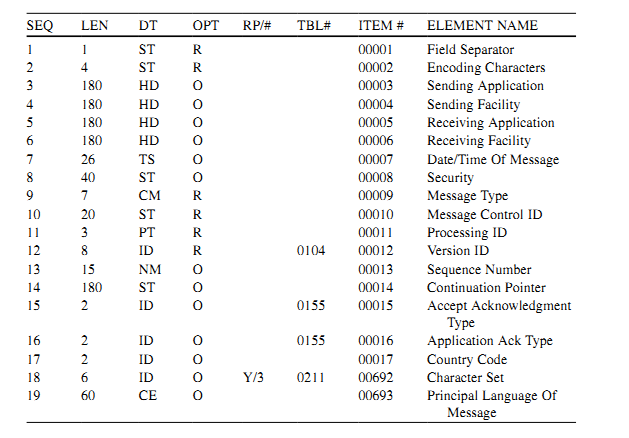 SEQ LEN DT OPT RP/# TBL# ITEM # ELEMENT NAME
1 1 ST R 00001 Field Separator
2 4 ST R 00002 Encoding Characters
3 180 HD O 00003 Sending Application
4 180 HD O 00004 Sending Facility
5 180 HD O 00005 Receiving Application
6 180 HD O 00006 Receiving Facility
7 26 TS O 00007 Date/Time Of Message
8 40 ST O 00008 Security
9 7 CM R 00009 Message Type
10 20 ST R 00010 Message Control ID
11 3 PT R 00011 Processing ID
12 8 ID R 0104 00012 Version ID
13 15 NM O 00013 Sequence Number
14 180 ST O 00014 Continuation Pointer
15 2 ID O 0155 00015 Accept Acknowledgment
Type
16 2 ID O 0155 00016 Application Ack Type
17 2 ID O 00017 Country Code
18 6 ID O Y/3 0211 00692 Character Set
19 60 CE O 00693 Principal Language Of
Message